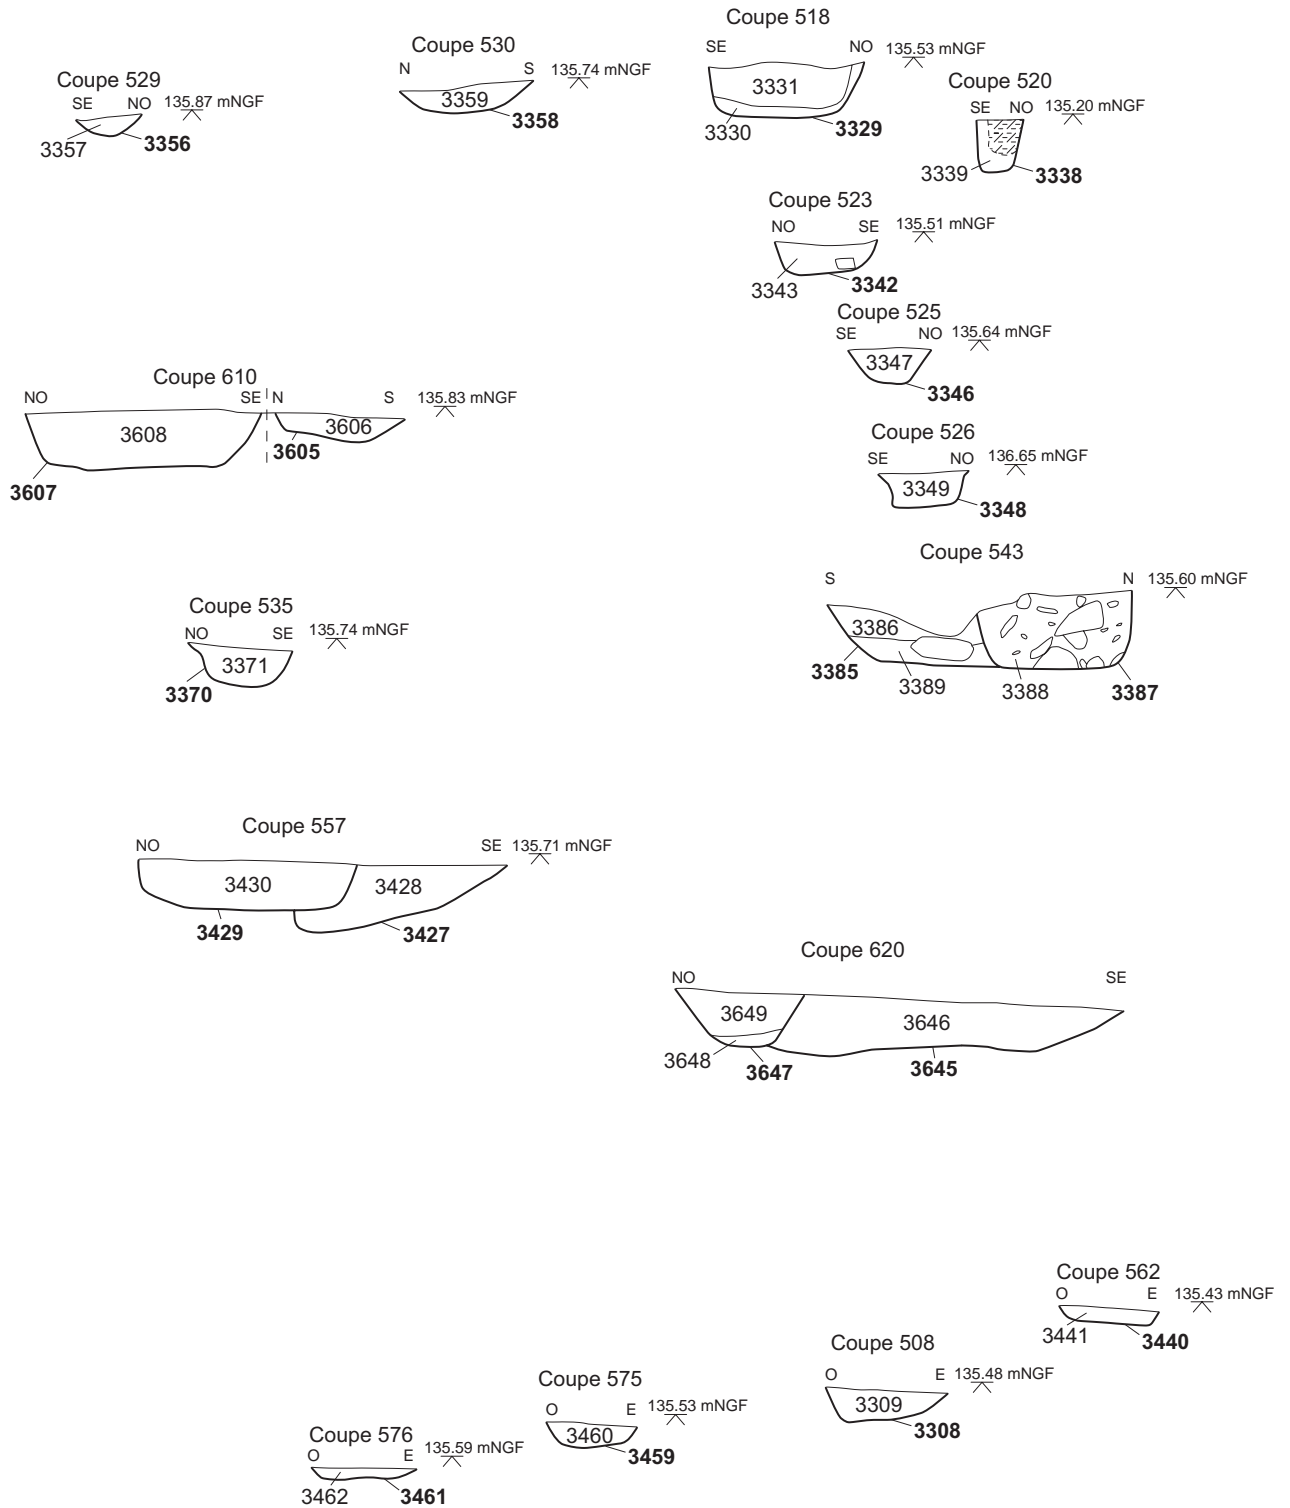 Coupe 529
SE NO 135.87 mNGF
3357 3356
Coupe 530
N S 135.74 mNGF
3359
3358
Coupe 518
SE NO 135.53 mNGF
3331
3330 3329
Coupe 520
SE NO 135.20 mNGF
3339 3338
Coupe 523
NO SE 135.51 mNGF
3343 3342
Coupe 525
SE NO 135.64 mNGF
3347
3346
Coupe 610
NO SE N S 135.83 mNGF
3608 3606
3605
3607
Coupe 526
SE NO 136.65 mNGF
3349
3348
Coupe 543
S N 135.60 mNGF
3386
3385 3389 3388 3387
Coupe 535
NO SE 135.74 mNGF
3371
3370
Coupe 557
NO SE 135.71 mNGF
3430 3428
3429 3427
Coupe 620
NO SE
3649 3646
3648 3647 3645
Coupe 562
O E 135.43 mNGF
3441 3440
Coupe 508
O E 135.48 mNGF
3309
3308
Coupe 575
O E 135.53 mNGF
3460
3459
Coupe 576
O E 135.59 mNGF
3462 3461